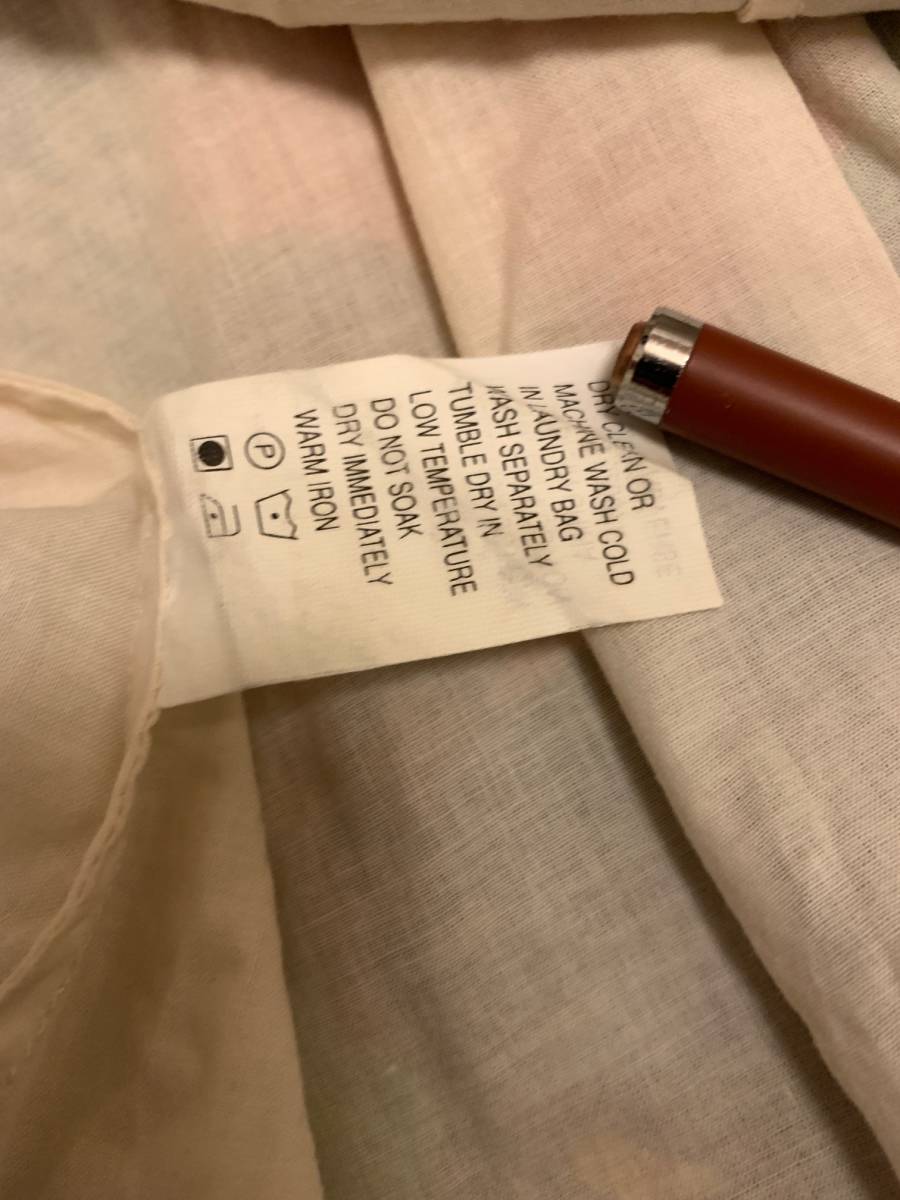 DRY CLEAN OR
MACHINE WASH COLD
IN LAUNDRY BAG
WASH SEPARATELY
TUMBLE DRY IN
LOW TEMPERATURE
DO NOT SOAK
DRY IMMEDIATELY
WARM IRON
P